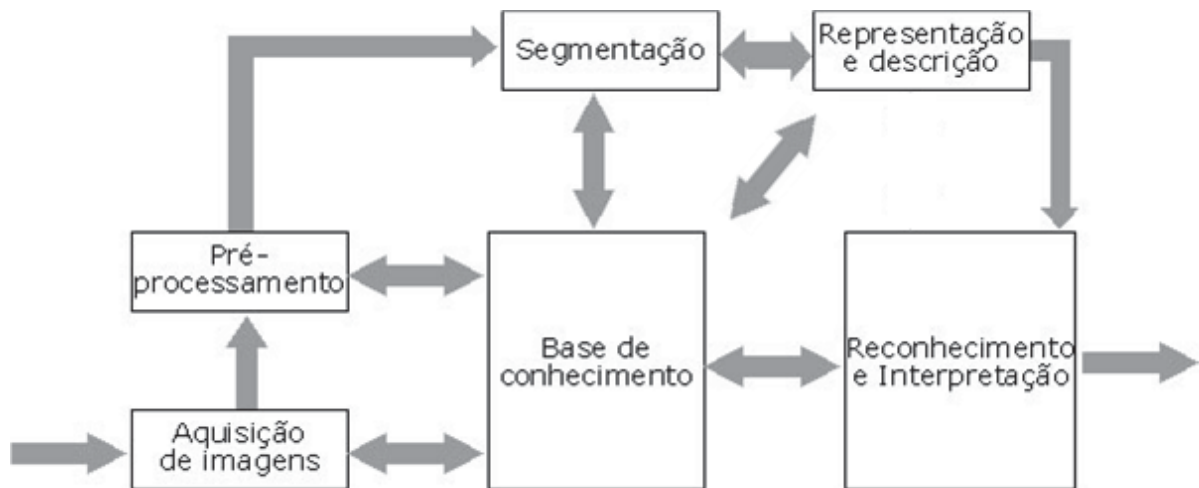 Segmentação
Representação
e descrição
Pré-
processamento
Base de
conhecimento
Reconhecimento
e Interpretação
Aquisição
de imagens